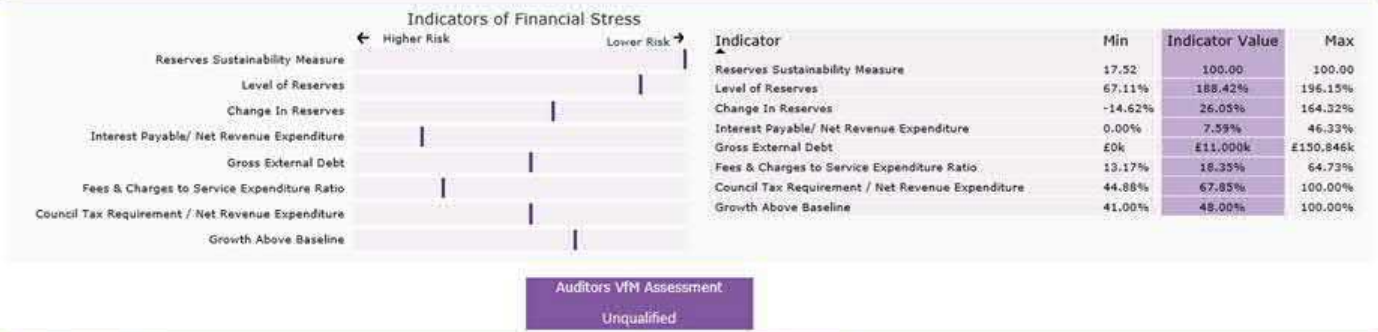 Indicators of Financial Stress
← Higher Risk Lower Risk →
Reserves Sustainability Measure
Level of Reserves
Change In Reserves
Interest Payable/ Net Revenue Expenditure
Gross External Debt
Fees & Charges to Service Expenditure Ratio
Council Tax Requirement / Net Revenue Expenditure
Growth Above Baseline
Indicator Min Indicator Value Max
Reserves Sustainability Measure 17.52 100.00 100.00
Level of Reserves 67.11% 188.42% 196.15%
Change In Reserves -14.62% 26.05% 164.32%
Interest Payable/ Net Revenue Expenditure 0.00% 7.59% 46.33%
Gross External Debt £0k £11,000k £150,846k
Fees & Charges to Service Expenditure Ratio 13.17% 18.35% 64.73%
Council Tax Requirement / Net Revenue Expenditure 44.88% 67.85% 100.00%
Growth Above Baseline 41.00% 48.00% 100.00%
Auditors VfM Assessment
Unqualified